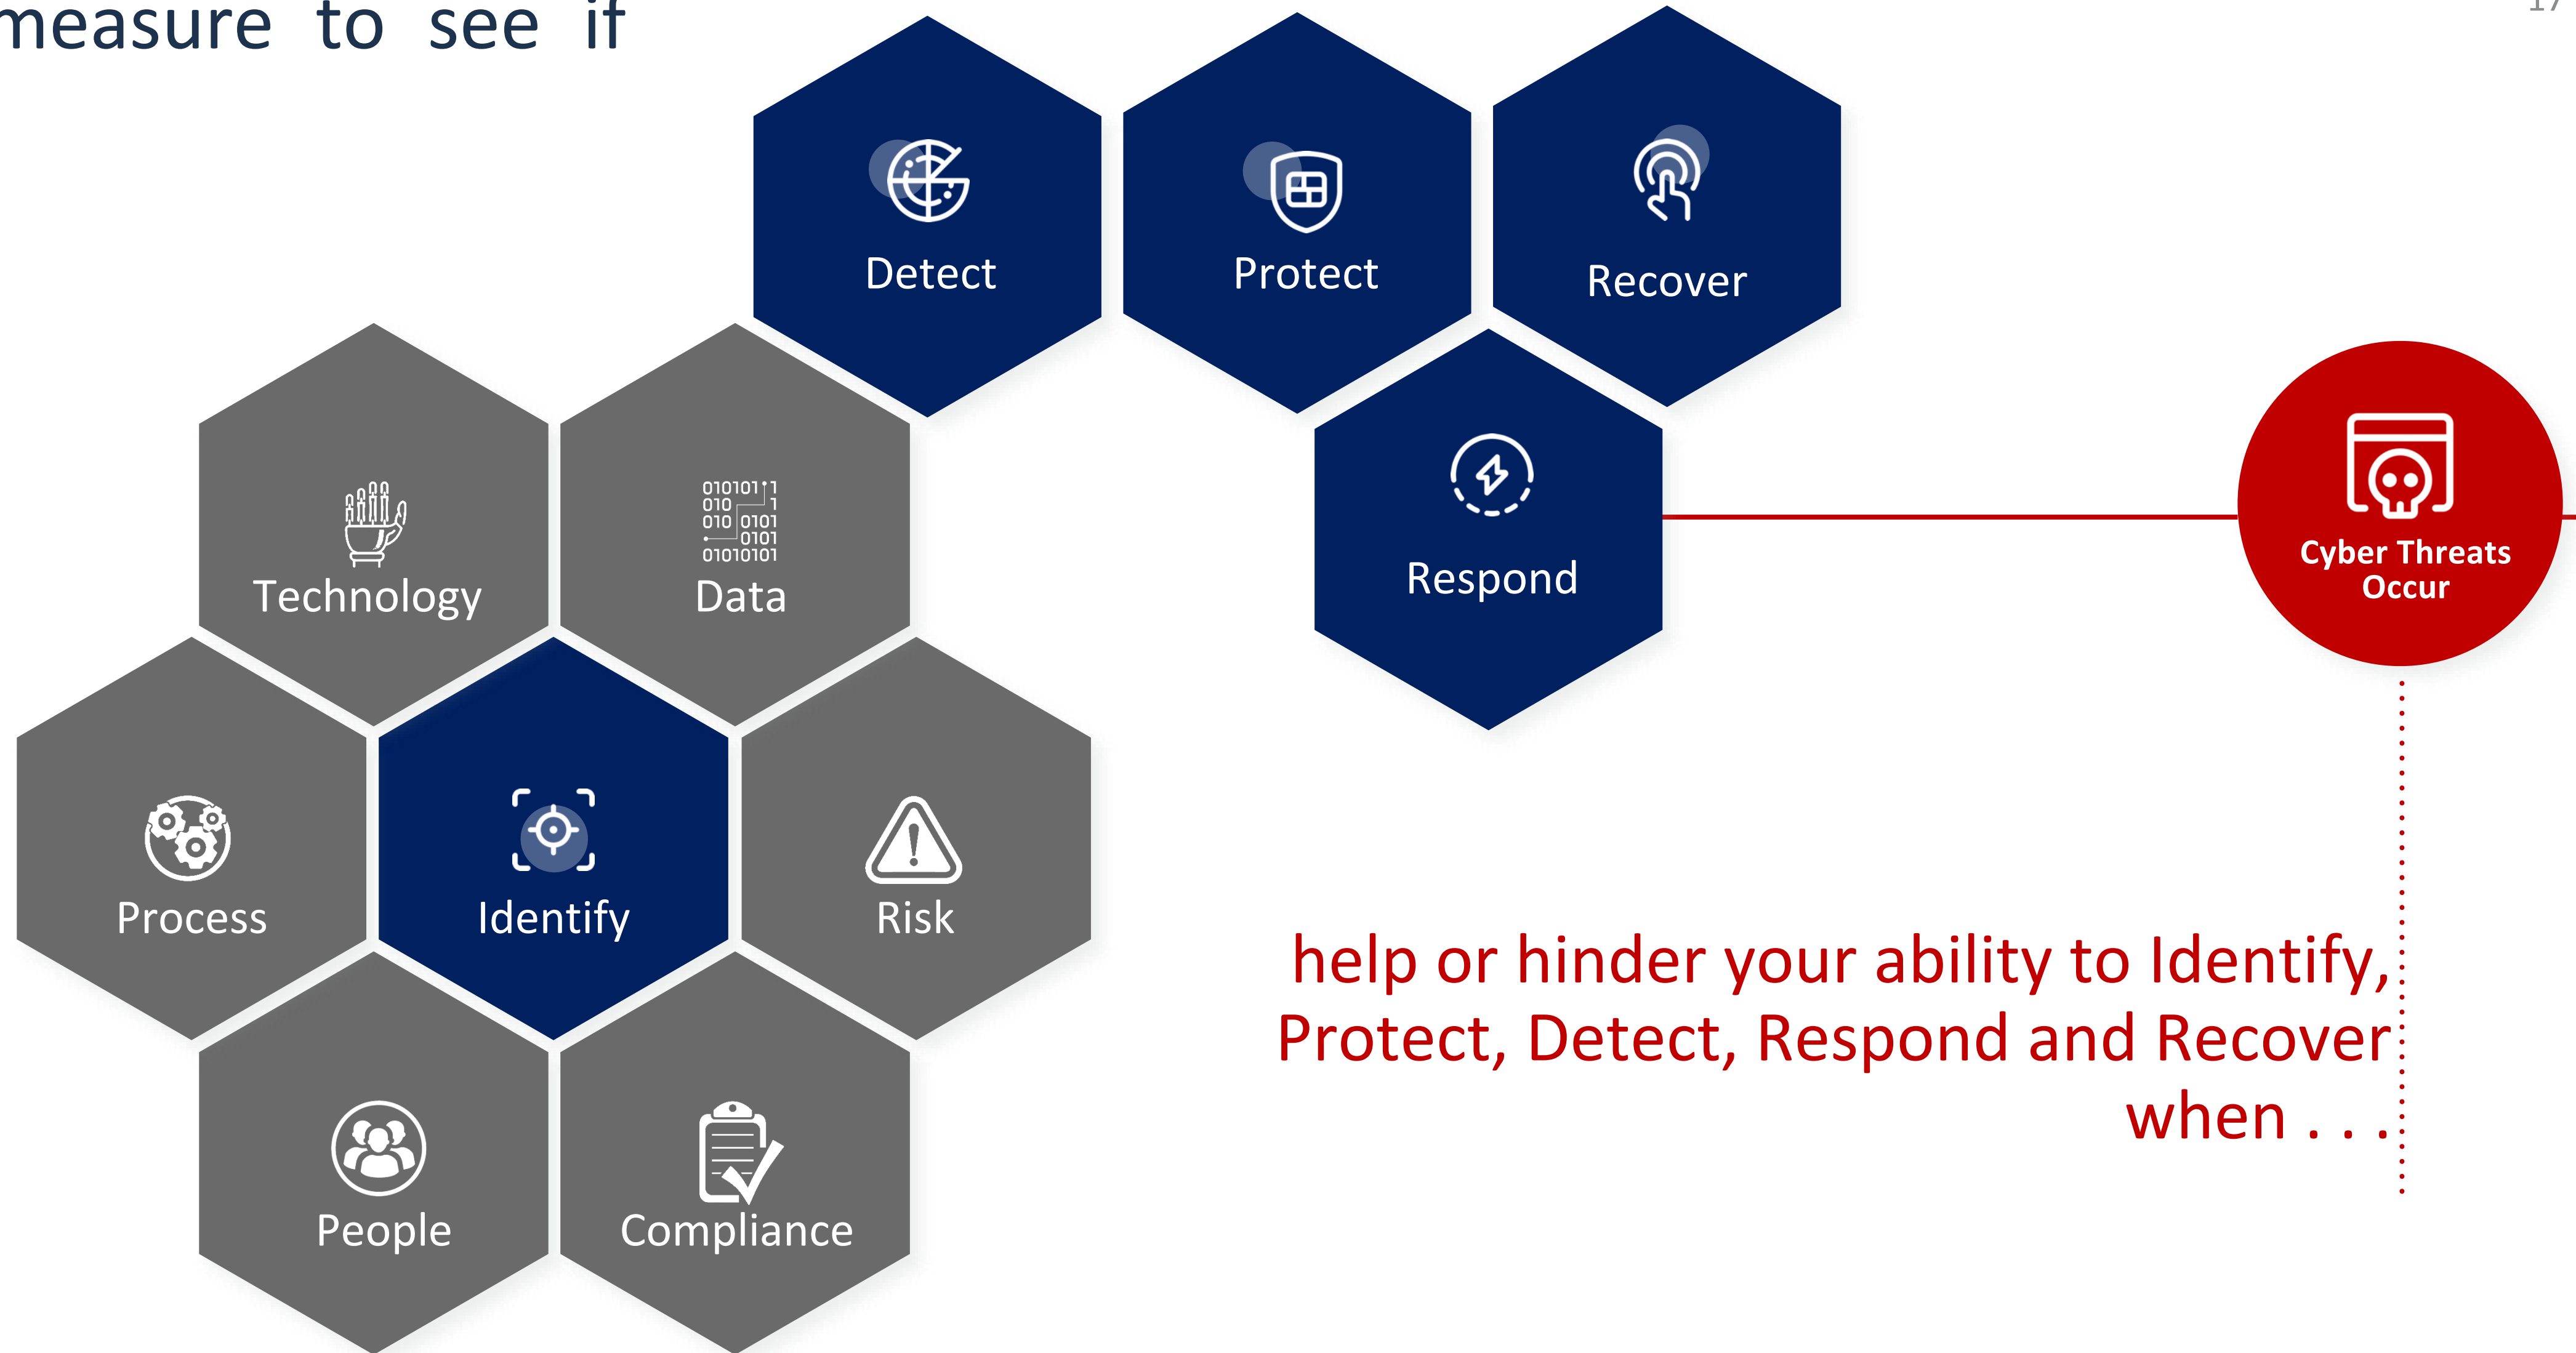 measure to see if
17
Detect
Protect
Recover
Technology
Data
Respond
Cyber Threats
Occur
Process
Identify
Risk
help or hinder your ability to Identify,
Protect, Detect, Respond and Recover
when . . .
People
Compliance